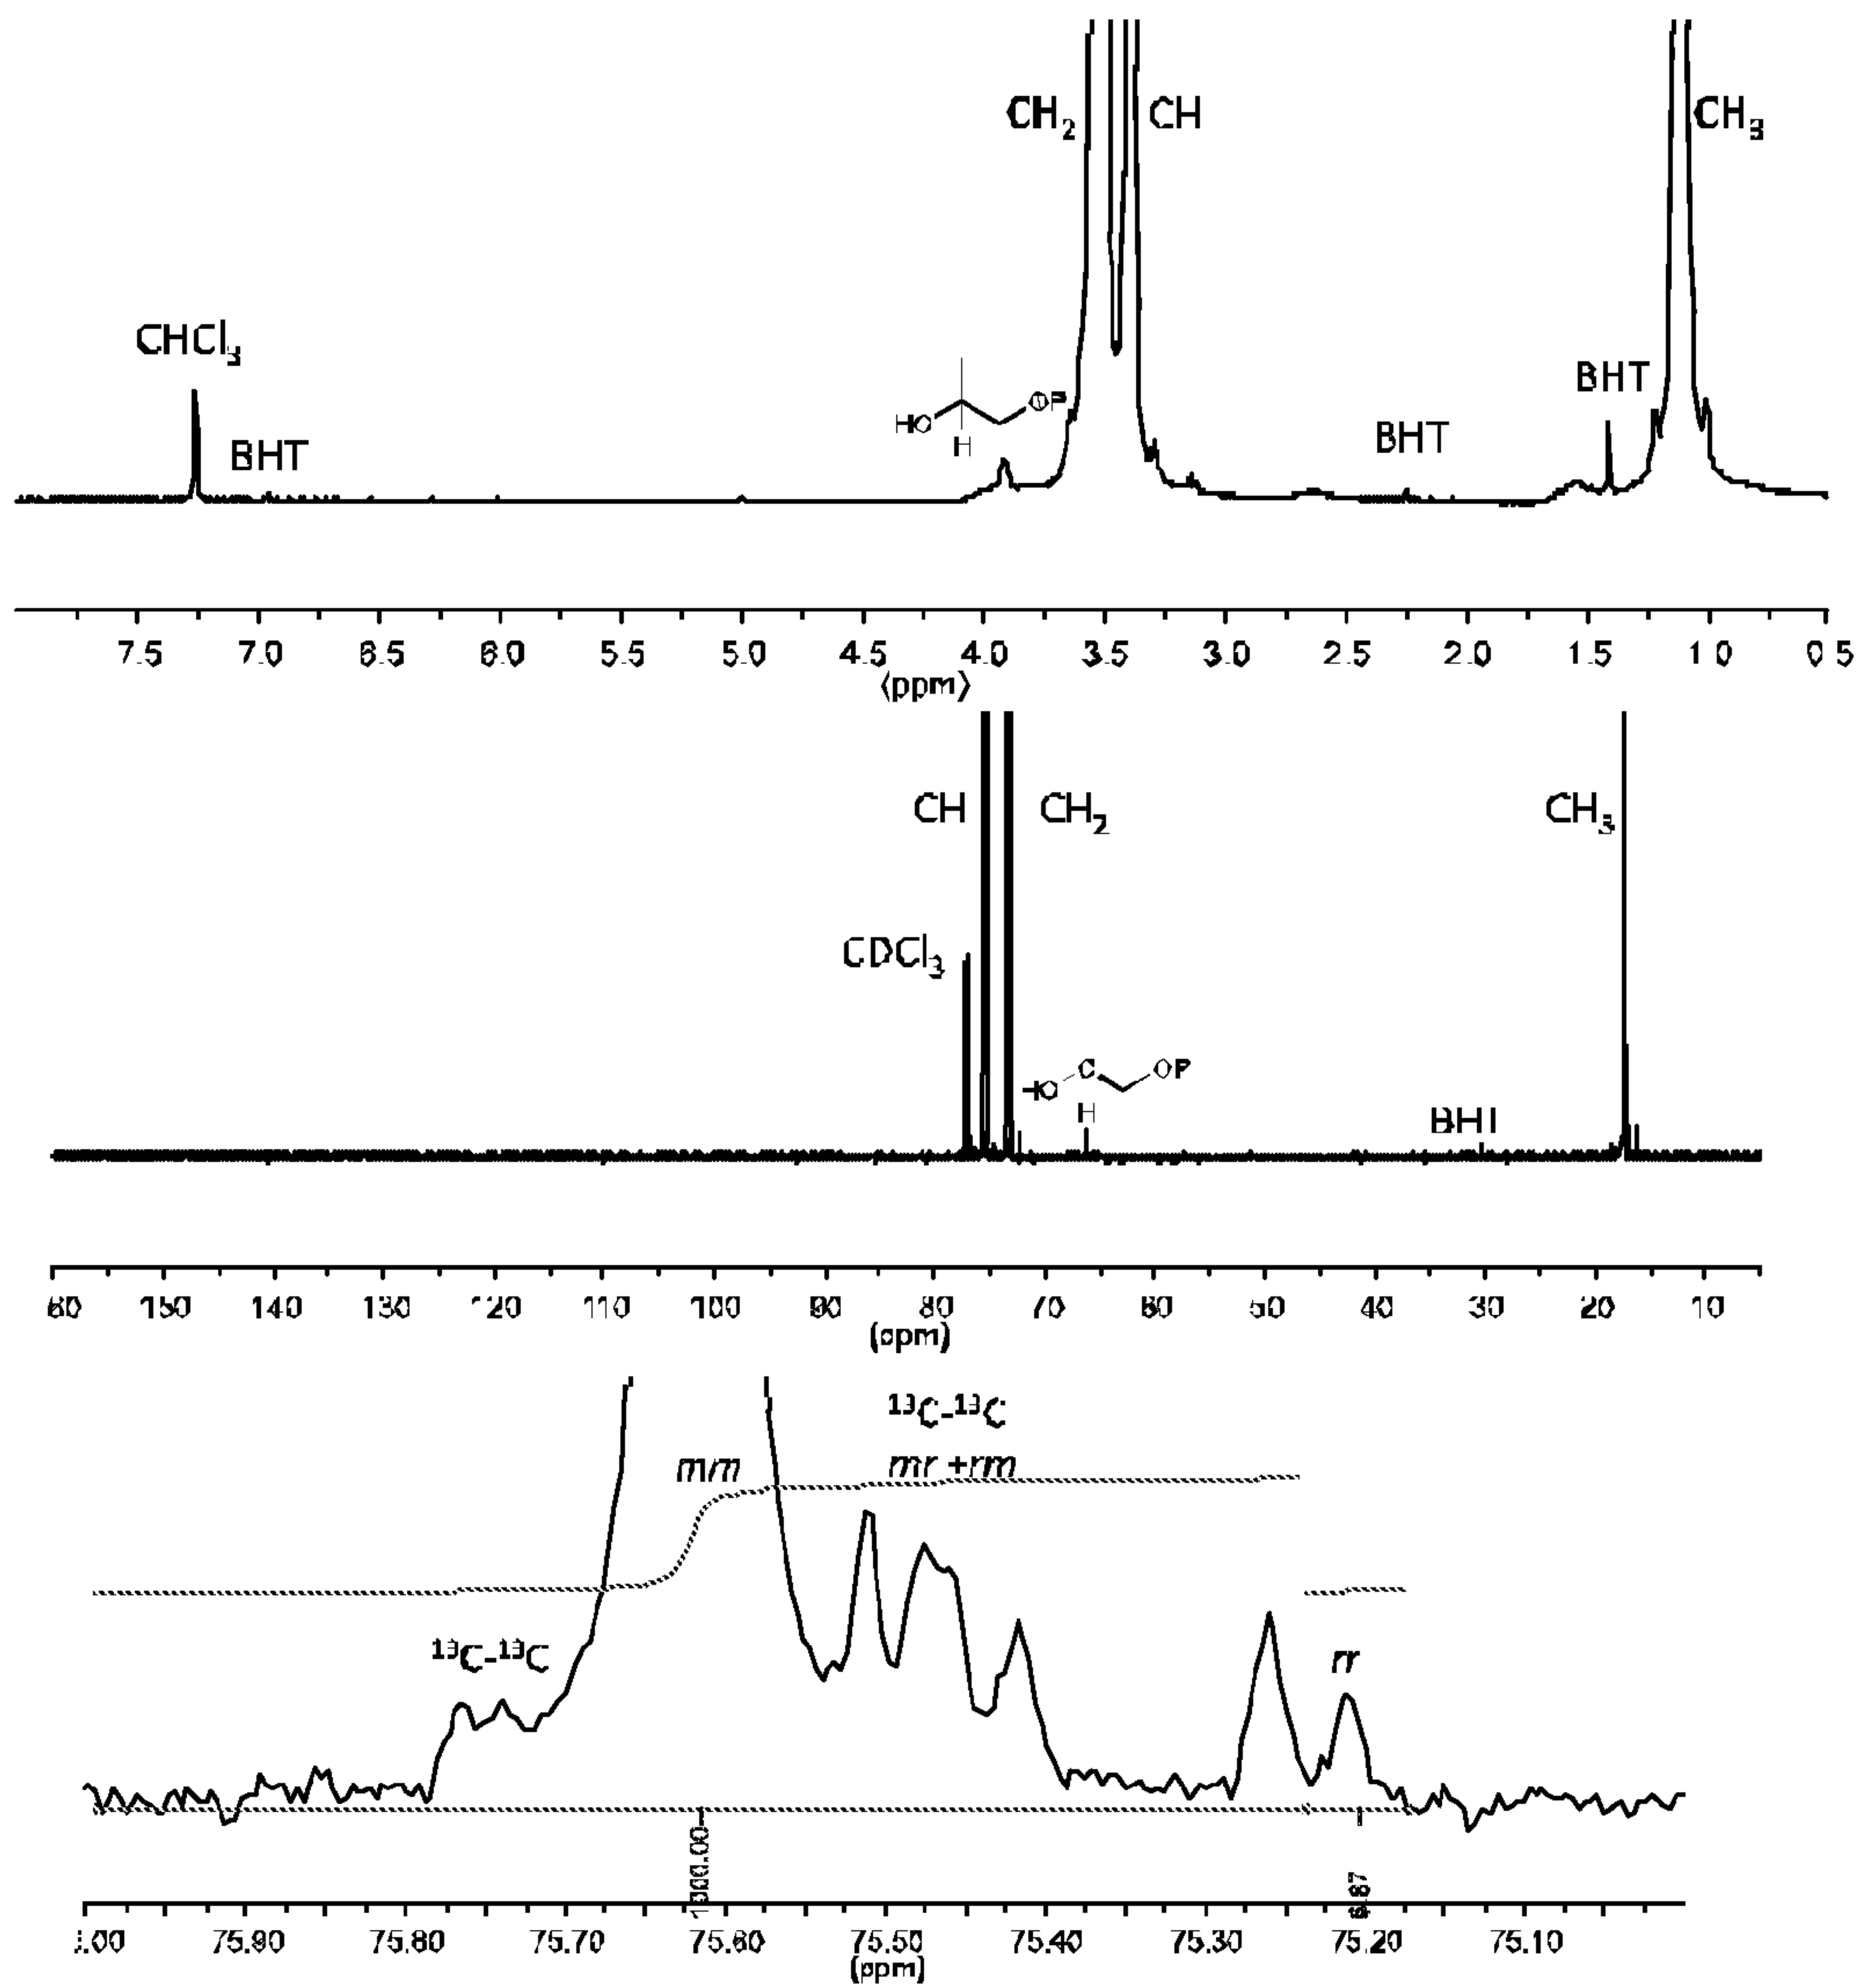 CH2 CH CH3
CHCl3
BHT
HO H OP
BHT
BHT
7.5 7.0 6.5 6.0 5.5 5.0 4.5 4.0 3.5 3.0 2.5 2.0 1.5 1.0 0.5
(ppm)
CH CH2 CH3
CDCl3
C OP
H
60 150 140 130 120 110 100 90 80 70 60 50 40 30 20 10
(ppm)
13C-13C
mm mr+rm
13C-13C
rr
1000.00
75.90 75.80 75.70 75.60 75.50 75.40 75.30 75.20 75.10
(ppm)